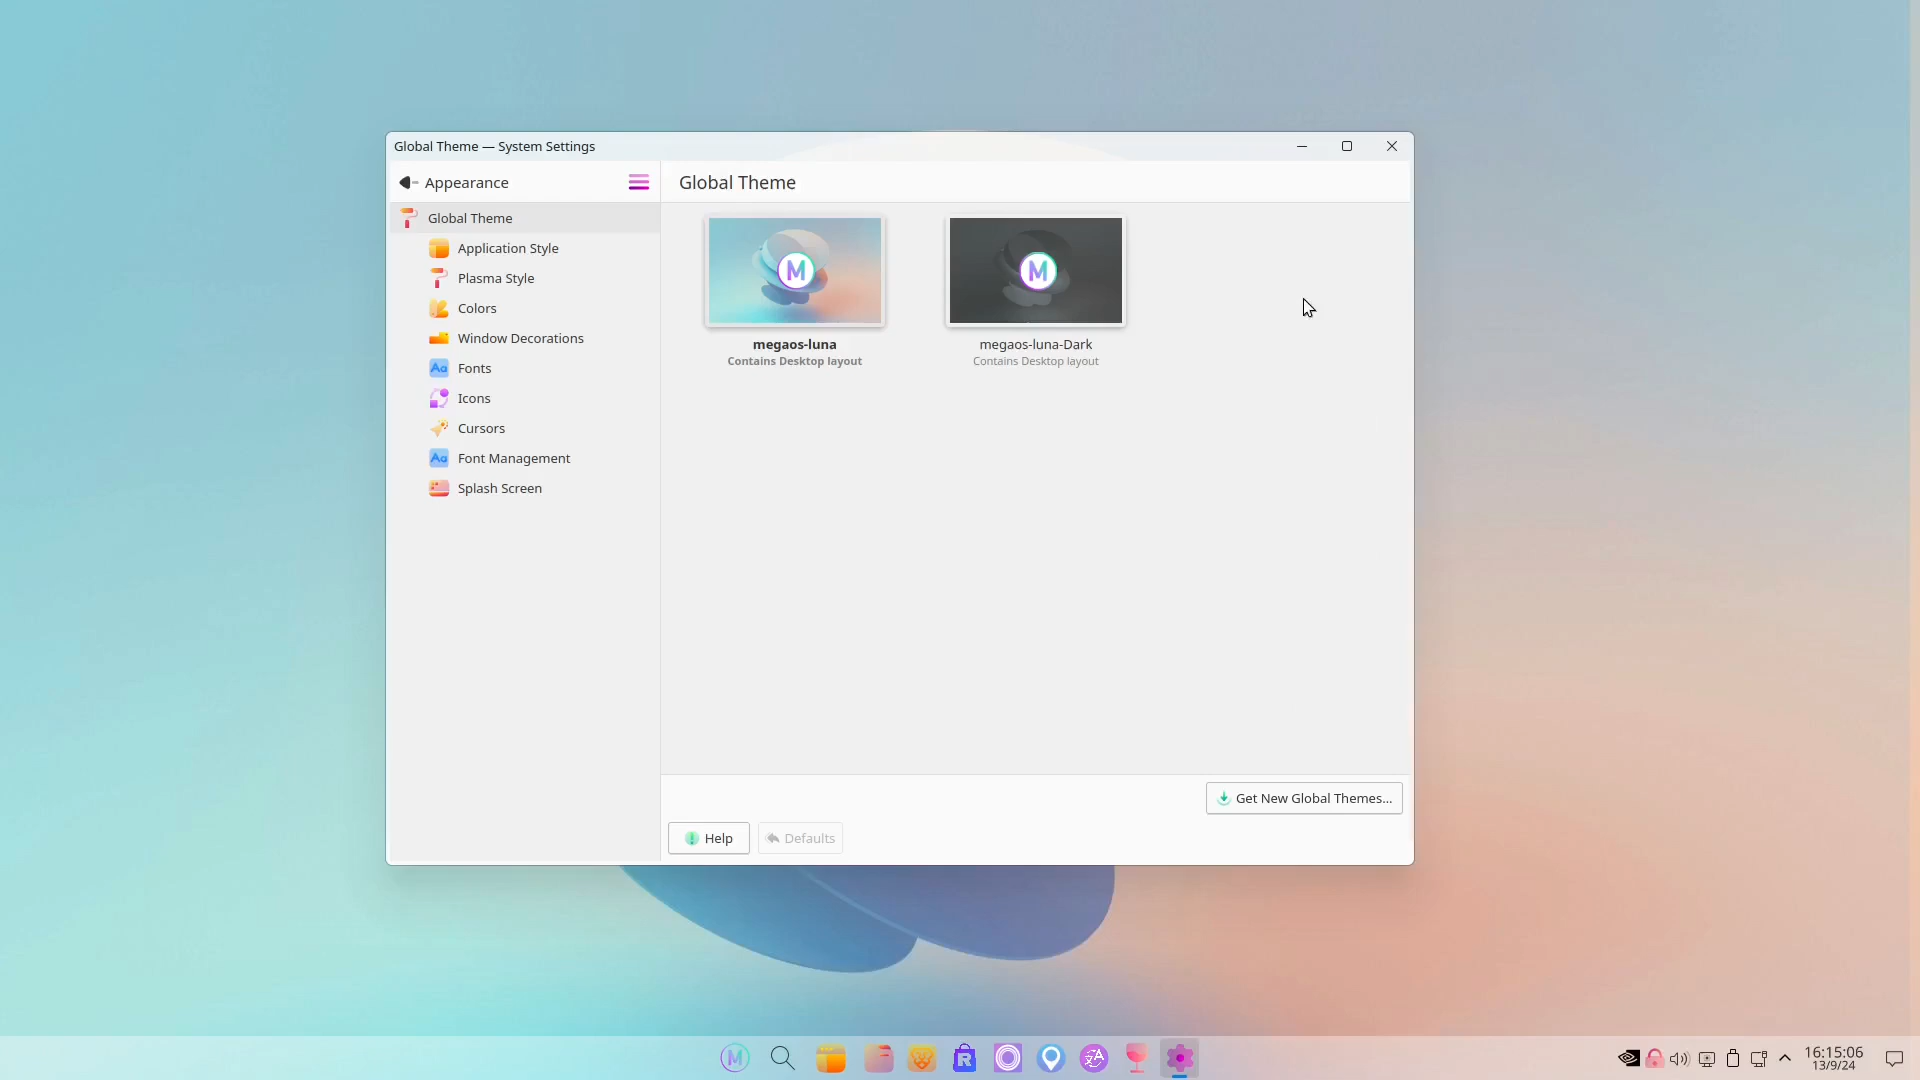 Global Theme — System Settings
Appearance
Global Theme
Global Theme
Application Style
Plasma Style
Colors
Window Decorations
Fonts
Icons
Cursors
Font Management
Splash Screen
M
megaos-luna
Contains Desktop layout
M
megaos-luna-Dark
Contains Desktop layout
Get New Global Themes...
Help
Defaults
M
R
16:15:06
13/9/24